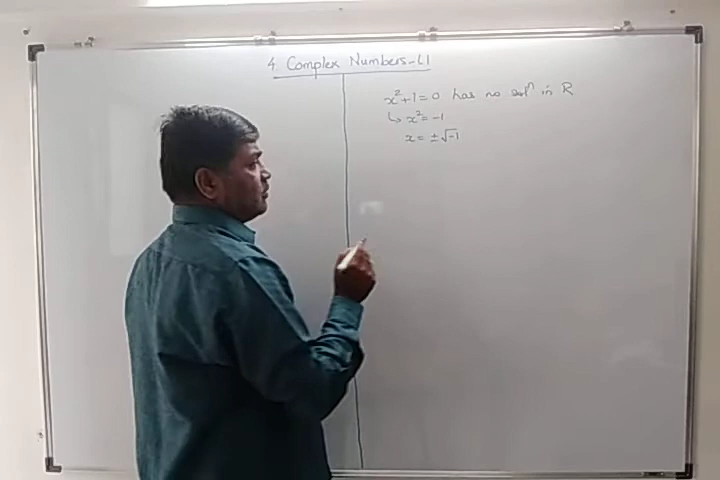 4. Complex Numbers-L1
x²+1=0 has no solⁿ in R
↳ x²=-1
x= ±√-1